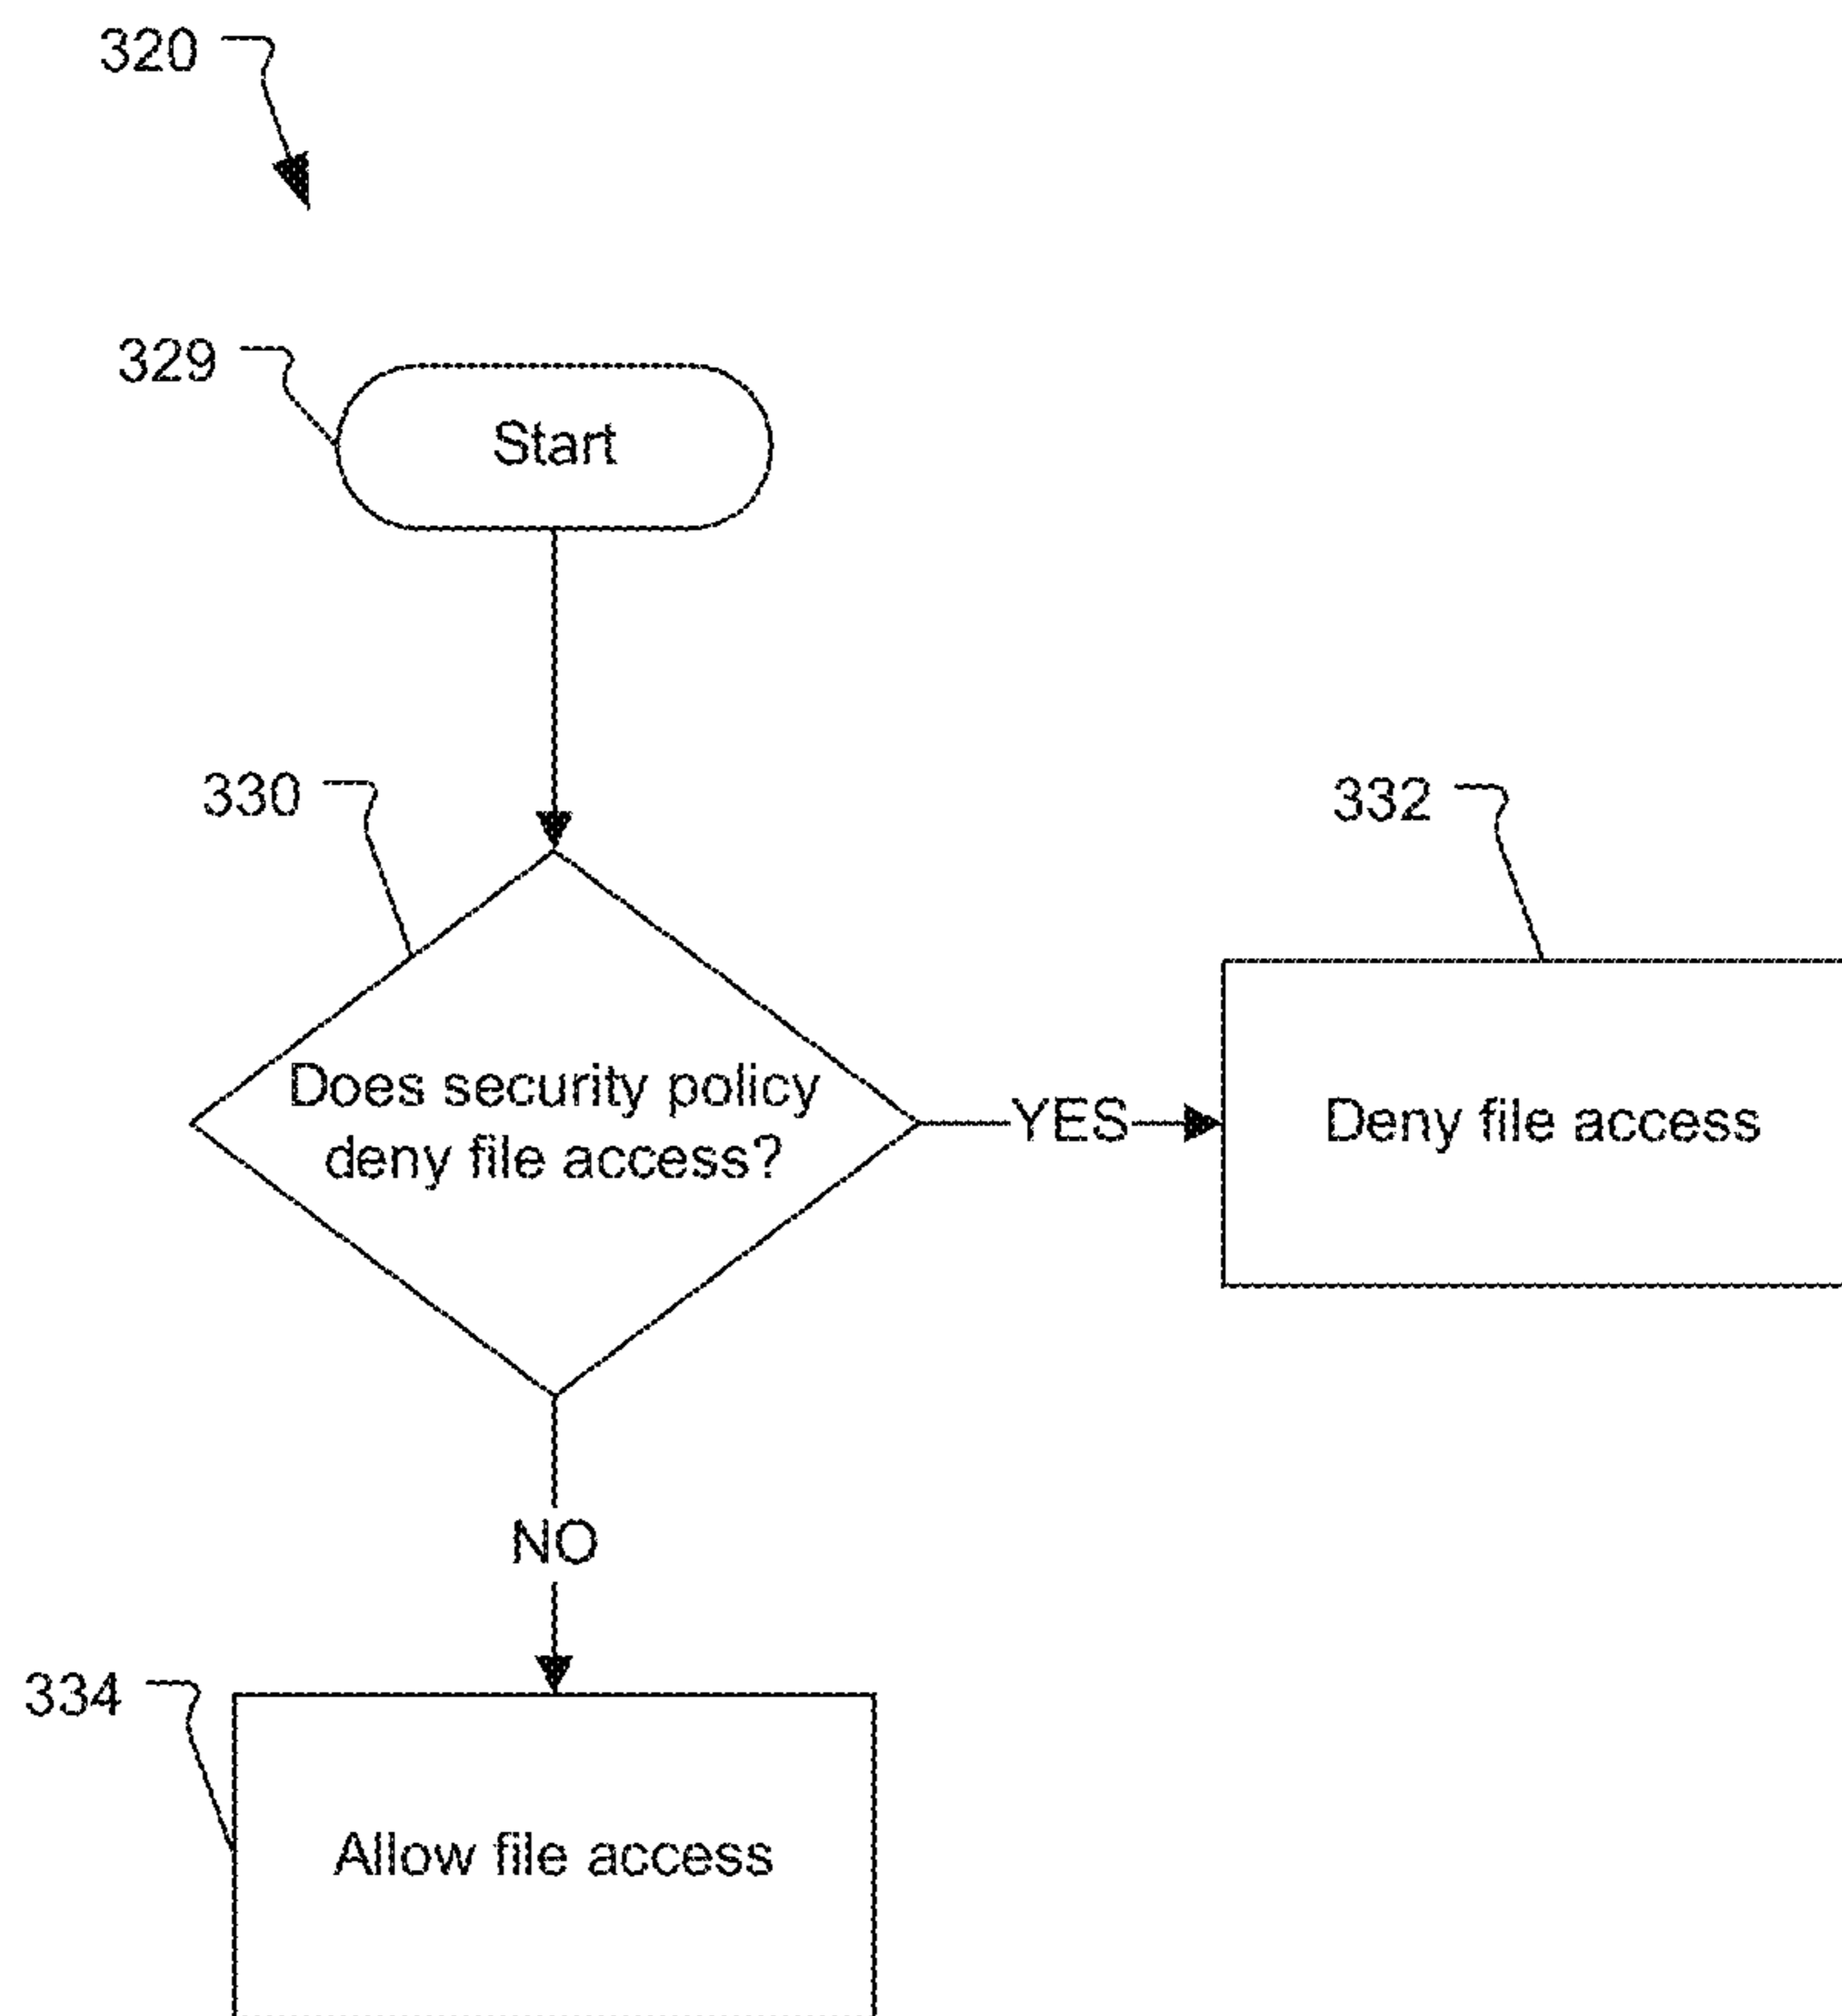 320
329
Start
330
332
Does security policy
deny file access?
YES
Deny file access
NO
334
Allow file access